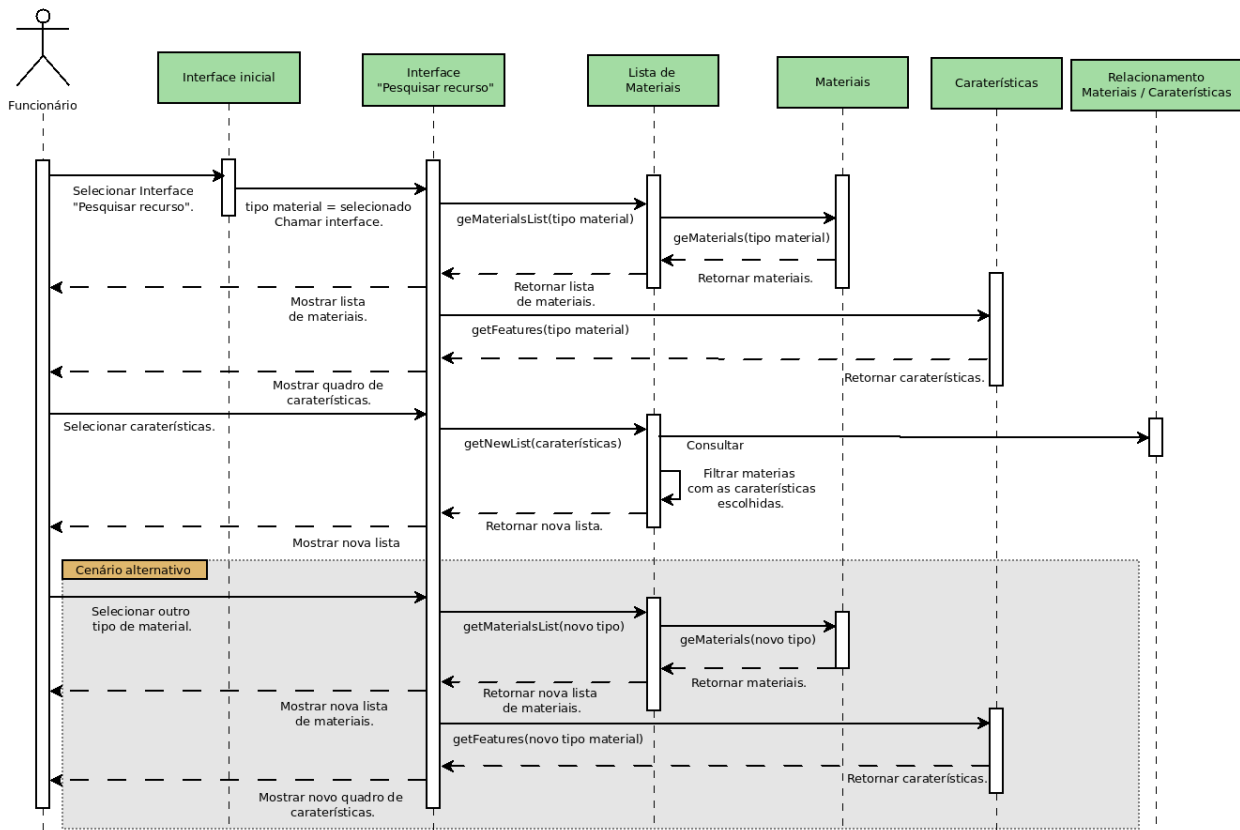 Funcionário
Interface inicial
Interface
"Pesquisar recurso"
Lista de
Materiais
Materiais
Caraterísticas
Relacionamento
Materiais / Caraterísticas
Selecionar Interface
"Pesquisar recurso".
tipo material = selecionado
Chamar interface.
geMaterialsList(tipo material)
geMaterials(tipo material)
Retornar materiais.
Retornar lista
de materiais.
Mostrar lista
de materiais.
getFeatures(tipo material)
Retornar caraterísticas.
Mostrar quadro de
caraterísticas.
Selecionar caraterísticas.
getNewList(caraterísticas)
Consultar
Filtrar materias
com as caraterísticas
escolhidas.
Retornar nova lista.
Mostrar nova lista
Cenário alternativo
Selecionar outro
tipo de material.
getMaterialsList(novo tipo)
geMaterials(novo tipo)
Retornar materiais.
Retornar nova lista
de materiais.
Mostrar nova lista
de materiais.
getFeatures(novo tipo material)
Retornar caraterísticas.
Mostrar novo quadro de
caraterísticas.